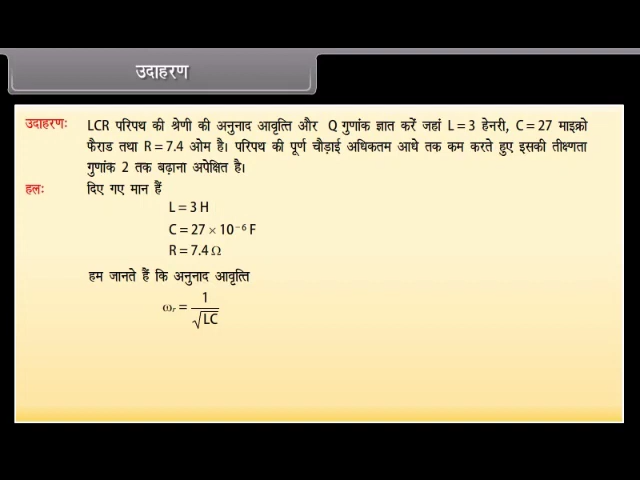 उदाहरण
उदाहरणः LCR परिपथ की श्रेणी की अनुनाद आवृत्ति और Q गुणांक ज्ञात करें जहां L = 3 हेनरी, C = 27 माइक्रो
फैराड तथा R = 7.4 ओम है। परिपथ की पूर्ण चौड़ाई अधिकतम आधे तक कम करते हुए इसकी तीक्ष्णता
गुणांक 2 तक बढ़ाना अपेक्षित है।
हलः दिए गए मान हैं
L = 3 H
C = 27 × 10⁻⁶ F
R = 7.4 Ω
हम जानते हैं कि अनुनाद आवृत्ति
ωᵣ = 1/√LC